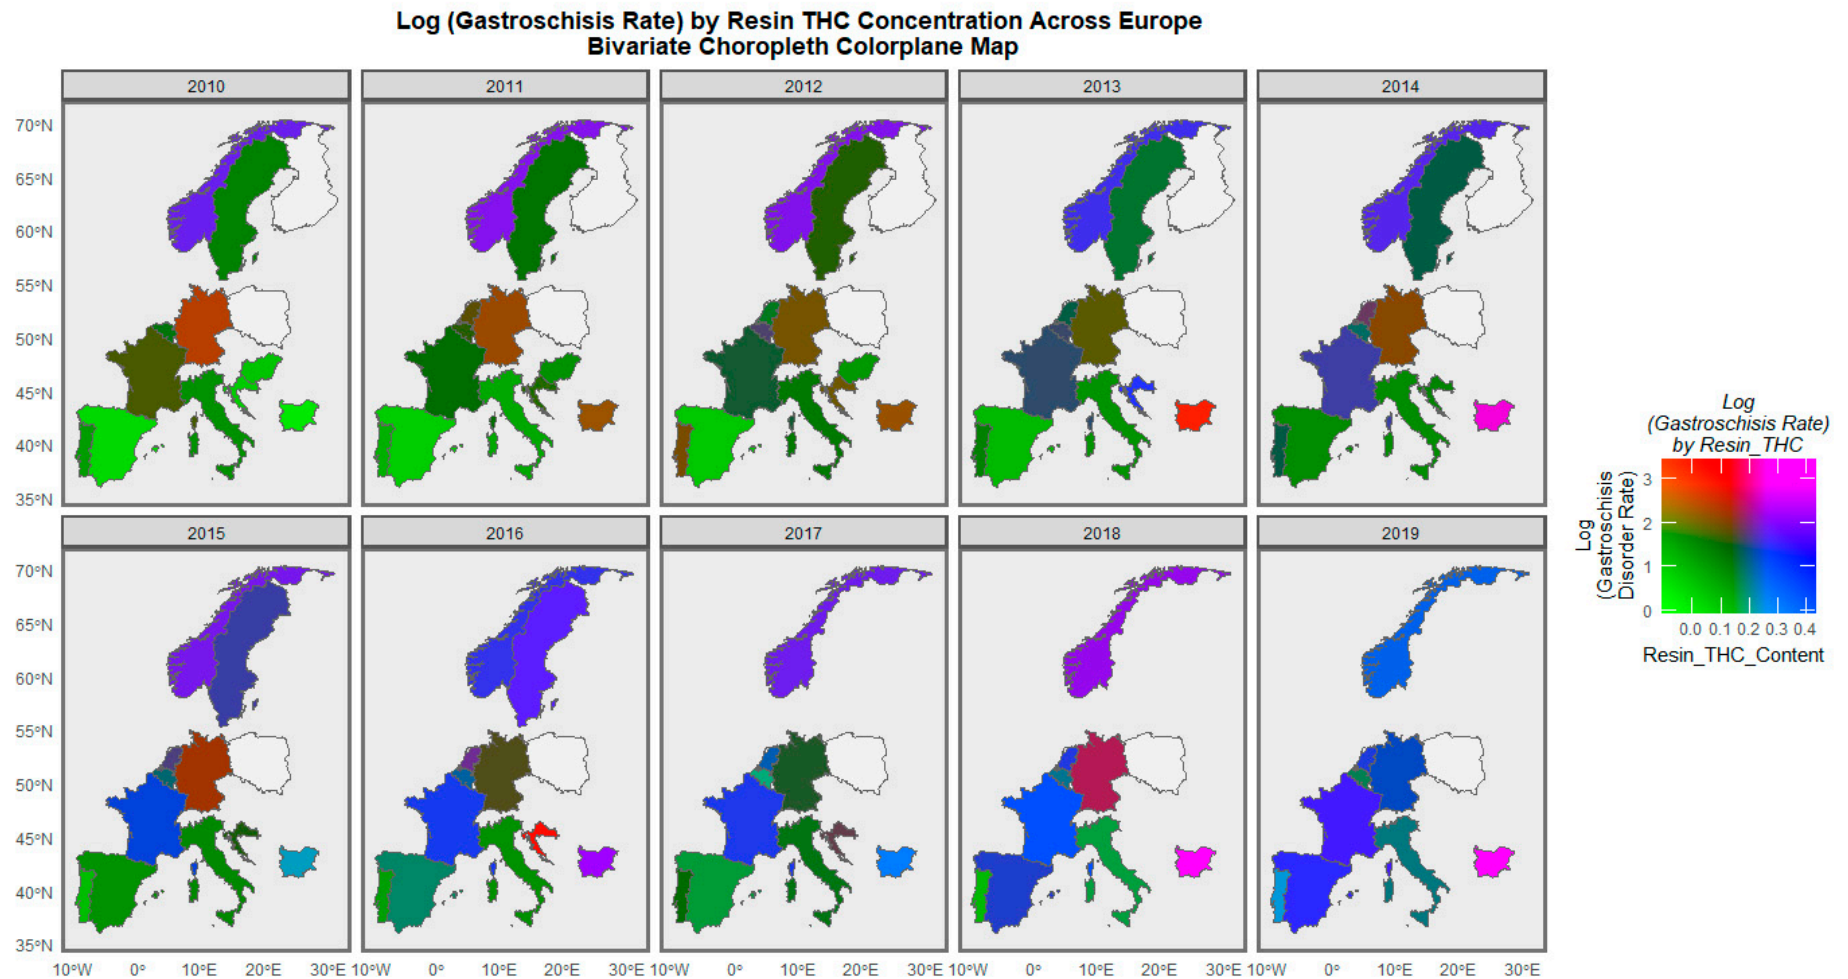 Log (Gastroschisis Rate) by Resin THC Concentration Across Europe
Bivariate Choropleth Colorplane Map
2010 2011 2012 2013 2014
70°N
65°N
60°N
55°N
50°N
45°N
40°N
35°N
2015 2016 2017 2018 2019
70°N
65°N
60°N
55°N
50°N
45°N
40°N
35°N
10°W 0° 10°E 20°E 30°E 10°W 0° 10°E 20°E 30°E 10°W 0° 10°E 20°E 30°E 10°W 0° 10°E 20°E 30°E 10°W 0° 10°E 20°E 30°E
Log
(Gastroschisis Rate)
by Resin_THC
Log
(Gastroschisis
Disorder Rate)
3
2
1
0
0.0 0.1 0.2 0.3 0.4
Resin_THC_Content